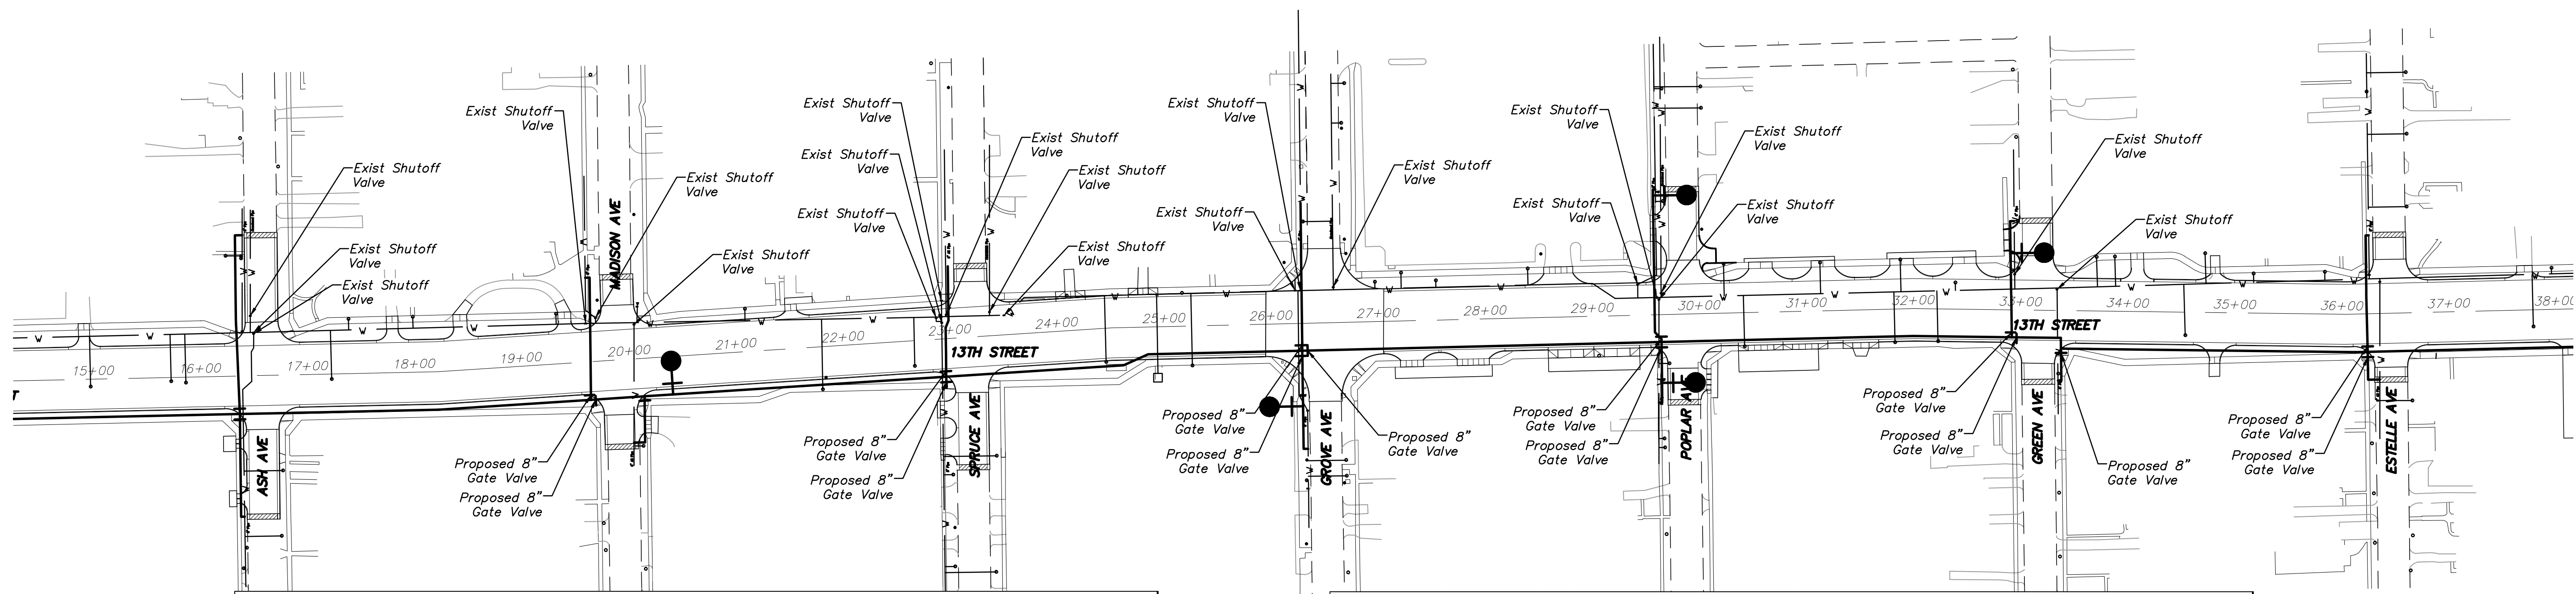 Exist Shutoff
Valve
Exist Shutoff
Valve
Exist Shutoff
Valve
Exist Shutoff
Valve
Exist Shutoff
Valve
Exist Shutoff
Valve
Exist Shutoff
Valve
Exist Shutoff
Valve
Exist Shutoff
Valve
Exist Shutoff
Valve
Exist Shutoff
Valve
Exist Shutoff
Valve
Exist Shutoff
Valve
Exist Shutoff
Valve
Exist Shutoff
Valve
Exist Shutoff
Valve
Exist Shutoff
Valve
Exist Shutoff
Valve
Exist Shutoff
Valve
Exist Shutoff
Valve
Exist Shutoff
Valve
Exist Shutoff
Valve
MADISON AVE
W W W W W W W W W W W W W
15+00
16+00
17+00
18+00
19+00
20+00
21+00
22+00
23+00
24+00
25+00
26+00
27+00
28+00
29+00
30+00
31+00
32+00
33+00
34+00
35+00
36+00
37+00
38+00
T
13TH STREET
13TH STREET
ASH AVE
SPRUCE AVE
GROVE AVE
POPLAR AVE
GREEN AVE
ESTELLE AVE
Proposed 8"
Gate Valve
Proposed 8"
Gate Valve
Proposed 8"
Gate Valve
Proposed 8"
Gate Valve
Proposed 8"
Gate Valve
Proposed 8"
Gate Valve
Proposed 8"
Gate Valve
Proposed 8"
Gate Valve
Proposed 8"
Gate Valve
Proposed 8"
Gate Valve
Proposed 8"
Gate Valve
Proposed 8"
Gate Valve
Proposed 8"
Gate Valve
Proposed 8"
Gate Valve